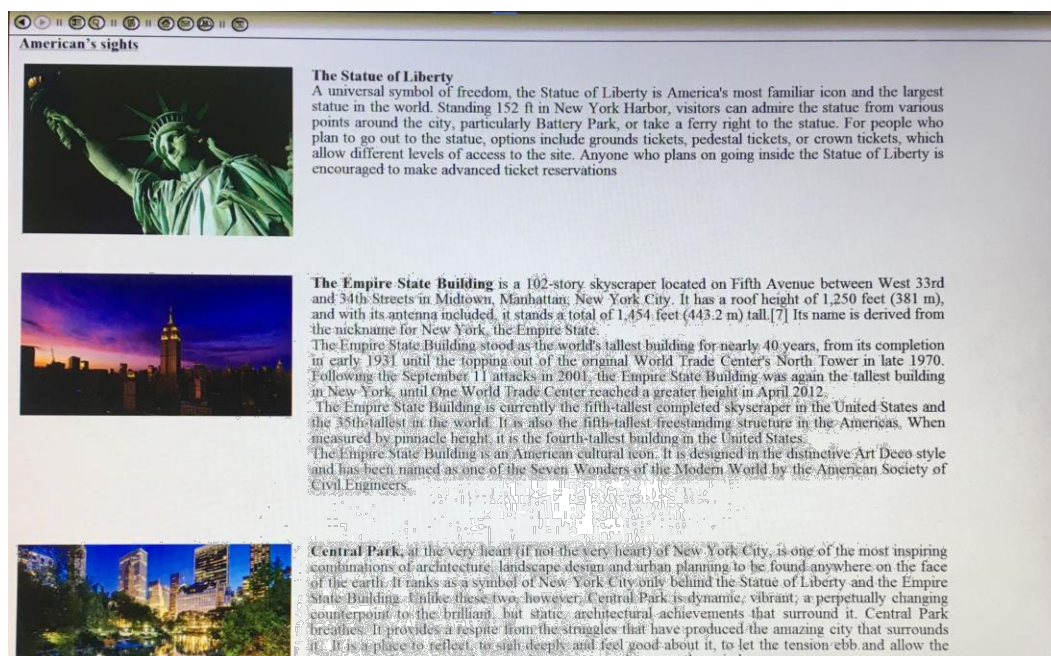 American's sights
The Statue of Liberty
A universal symbol of freedom, the Statue of Liberty is America's most familiar icon and the largest
statue in the world. Standing 152 ft in New York Harbor, visitors can admire the statue from various
points around the city, particularly Battery Park, or take a ferry right to the statue. For people who
plan to go out to the statue, options include grounds tickets, pedestal tickets, or crown tickets, which
allow different levels of access to the site. Anyone who plans on going inside the Statue of Liberty is
encouraged to make advanced ticket reservations
The Empire State Building is a 102-story skyscraper located on Fifth Avenue between West 33rd
and 34th Streets in Midtown, Manhattan, New York City. It has a roof height of 1,250 feet (381 m),
and with its antenna included, it stands a total of 1,454 feet (443.2 m) tall.[7] Its name is derived from
the nickname for New York, the Empire State.
The Empire State Building stood as the world's tallest building for nearly 40 years, from its completion
in early 1931 until the topping out of the original World Trade Center's North Tower in late 1970.
Following the September 11 attacks in 2001, the Empire State Building was again the tallest building
in New York, until One World Trade Center reached a greater height in April 2012.
The Empire State Building is currently the fifth-tallest completed skyscraper in the United States and
the 35th-tallest in the world. It is also the fifth-tallest freestanding structure in the Americas. When
measured by pinnacle height, it is the fourth-tallest building in the United States.
The Empire State Building is an American cultural icon. It is designed in the distinctive Art Deco style
and has been named as one of the Seven Wonders of the Modern World by the American Society of
Civil Engineers.
Central Park, at the very heart (if not the very heart) of New York City, is one of the most inspiring
combinations of architecture, landscape design and urban planning to be found anywhere on the face
of the earth. It ranks as a symbol of New York City only behind the Statue of Liberty and the Empire
State Building. Unlike these two, however, Central Park is dynamic, vibrant, a perpetually changing
counterpoint to the brilliant, but static, architectural achievements that surround it. Central Park
breathes. It provides a respite from the struggles that have produced the amazing city that surrounds
it. It is a place to reflect, to sigh deeply and feel good about it, to let the tension ebb and allow the